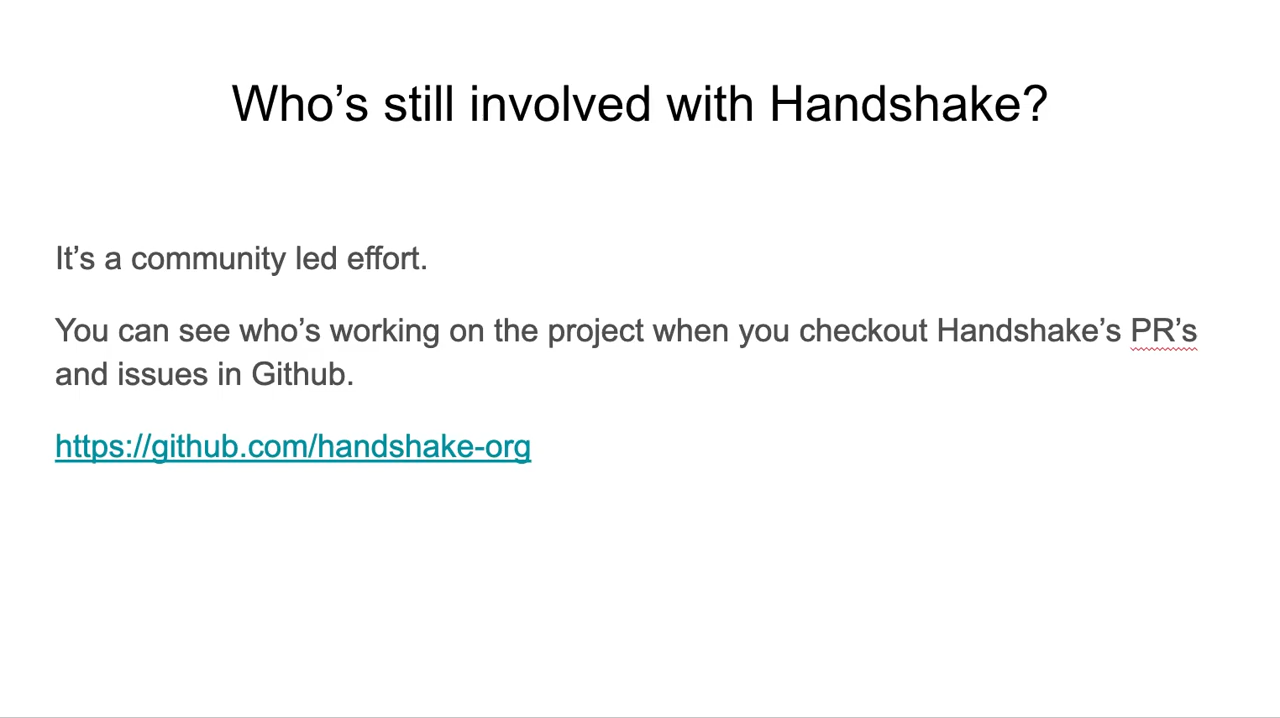 Who’s still involved with Handshake?
It’s a community led effort.
You can see who’s working on the project when you checkout Handshake’s PR’s
and issues in Github.
https://github.com/handshake-org